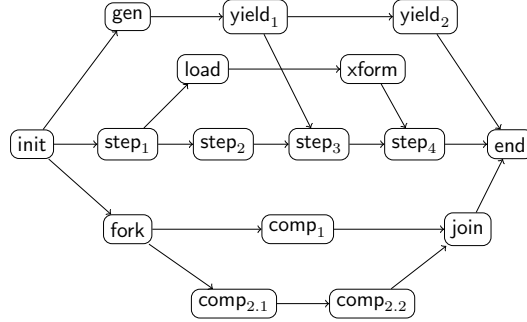 gen yield₁ yield₂
load xform
init step₁ step₂ step₃ step₄ end
fork comp₁ join
comp₂.₁ comp₂.₂